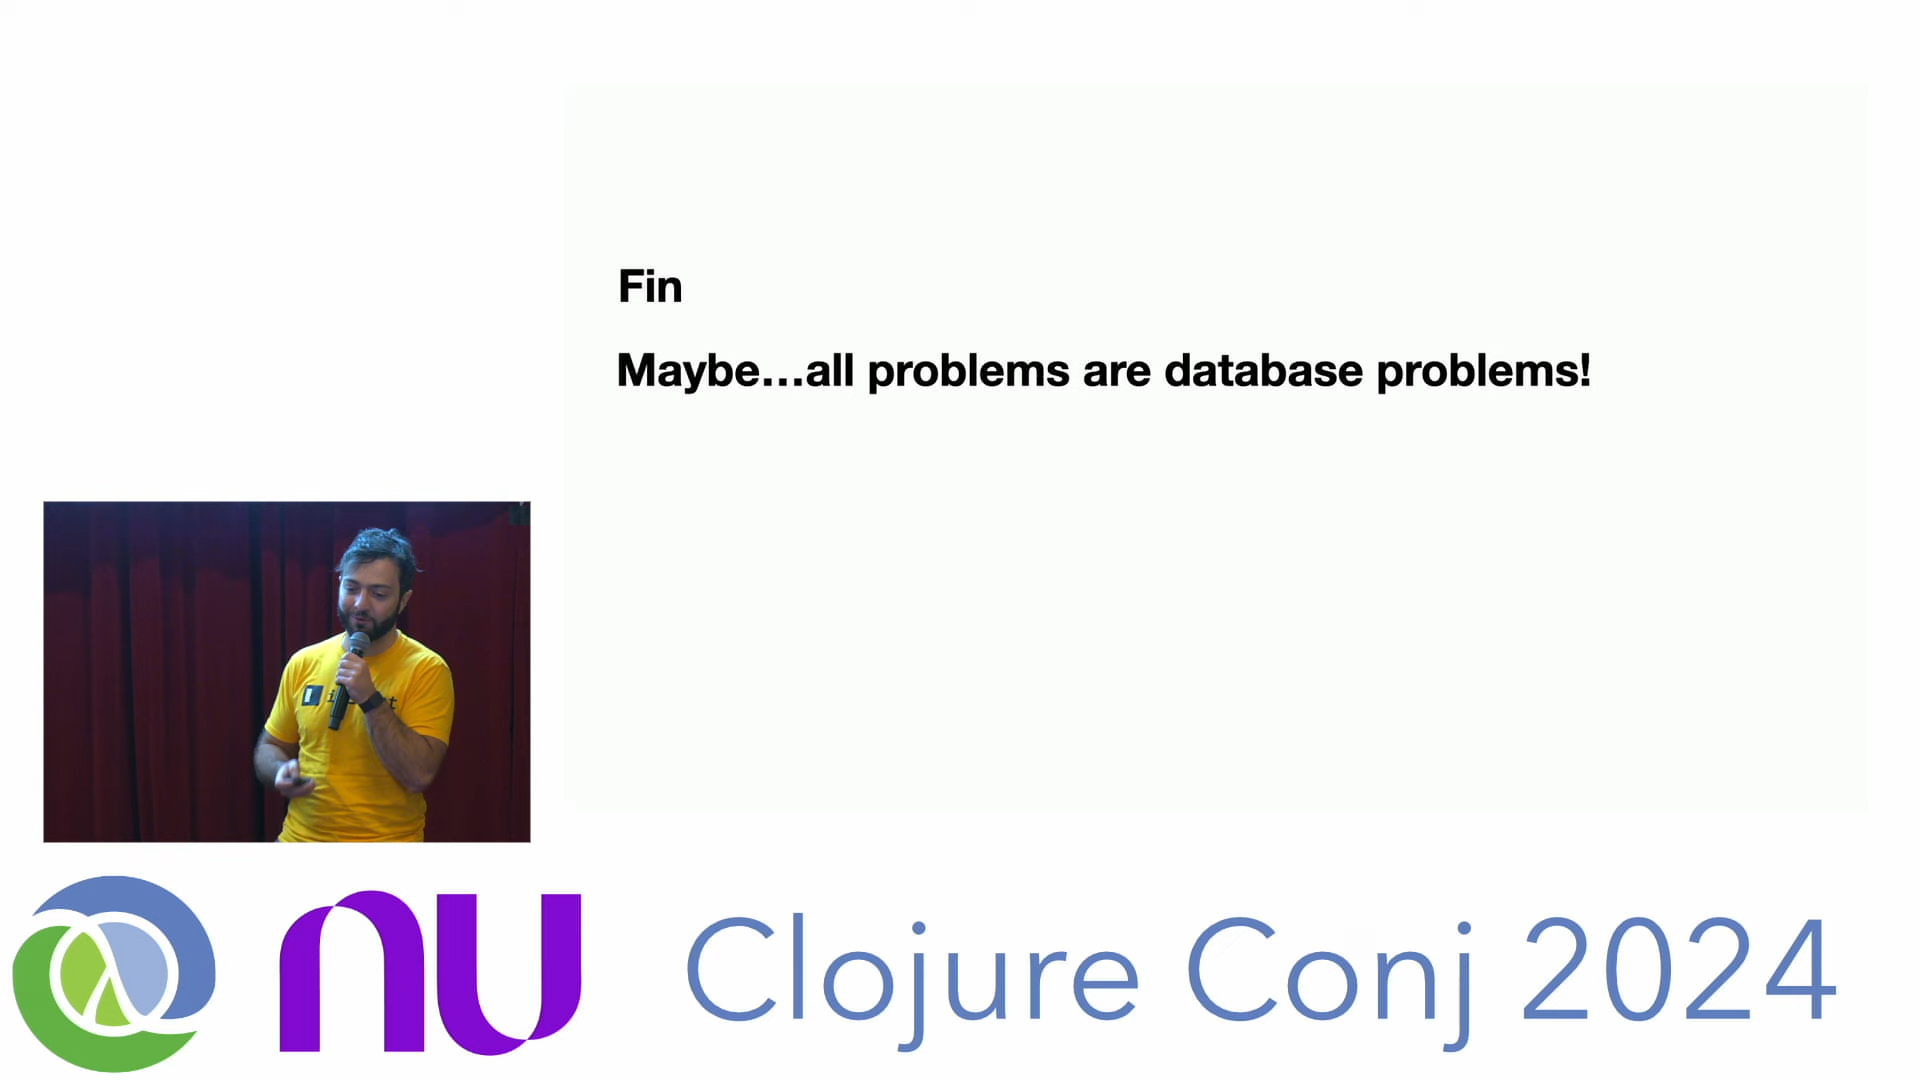 Fin
Maybe...all problems are database problems!
nu
Clojure Conj 2024